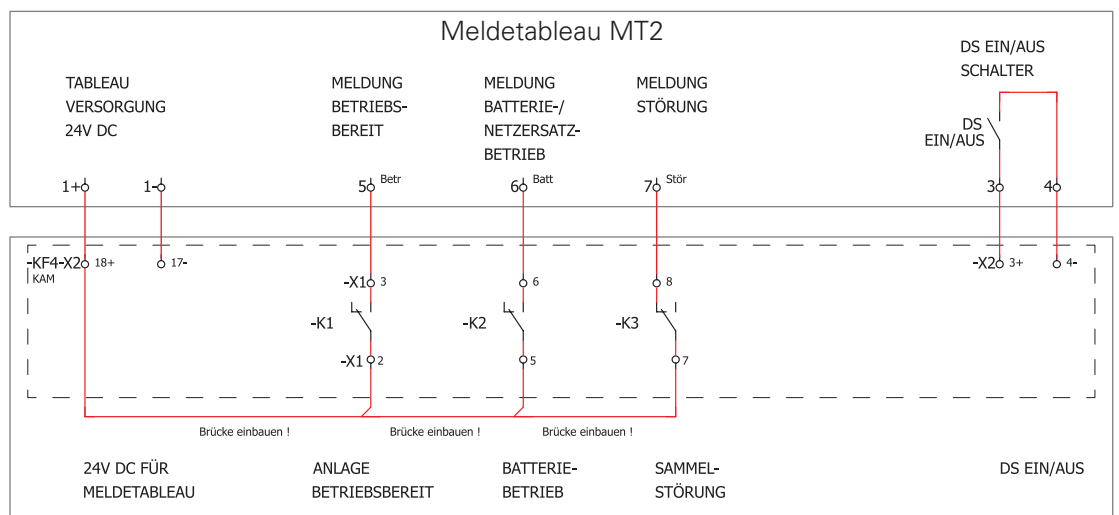 Meldetableau MT2
TABLEAU
VERSORGUNG
24V DC
MELDUNG
BETRIEBS-
BEREIT
MELDUNG
BATTERIE-/
NETZERSATZ-
BETRIEB
MELDUNG
STÖRUNG
DS EIN/AUS
SCHALTER
DS
EIN/AUS
1+
1-
5 Betr
6 Batt
7 Stör
3
4
-KF4-X2 18+
KAM
17-
-X2 3+
4-
-X1 3
6
8
-K1
-K2
-K3
-X1 2
5
7
Brücke einbauen !
Brücke einbauen !
Brücke einbauen !
24V DC FÜR
MELDETABLEAU
ANLAGE
BETRIEBSBEREIT
BATTERIE-
BETRIEB
SAMMEL-
STÖRUNG
DS EIN/AUS